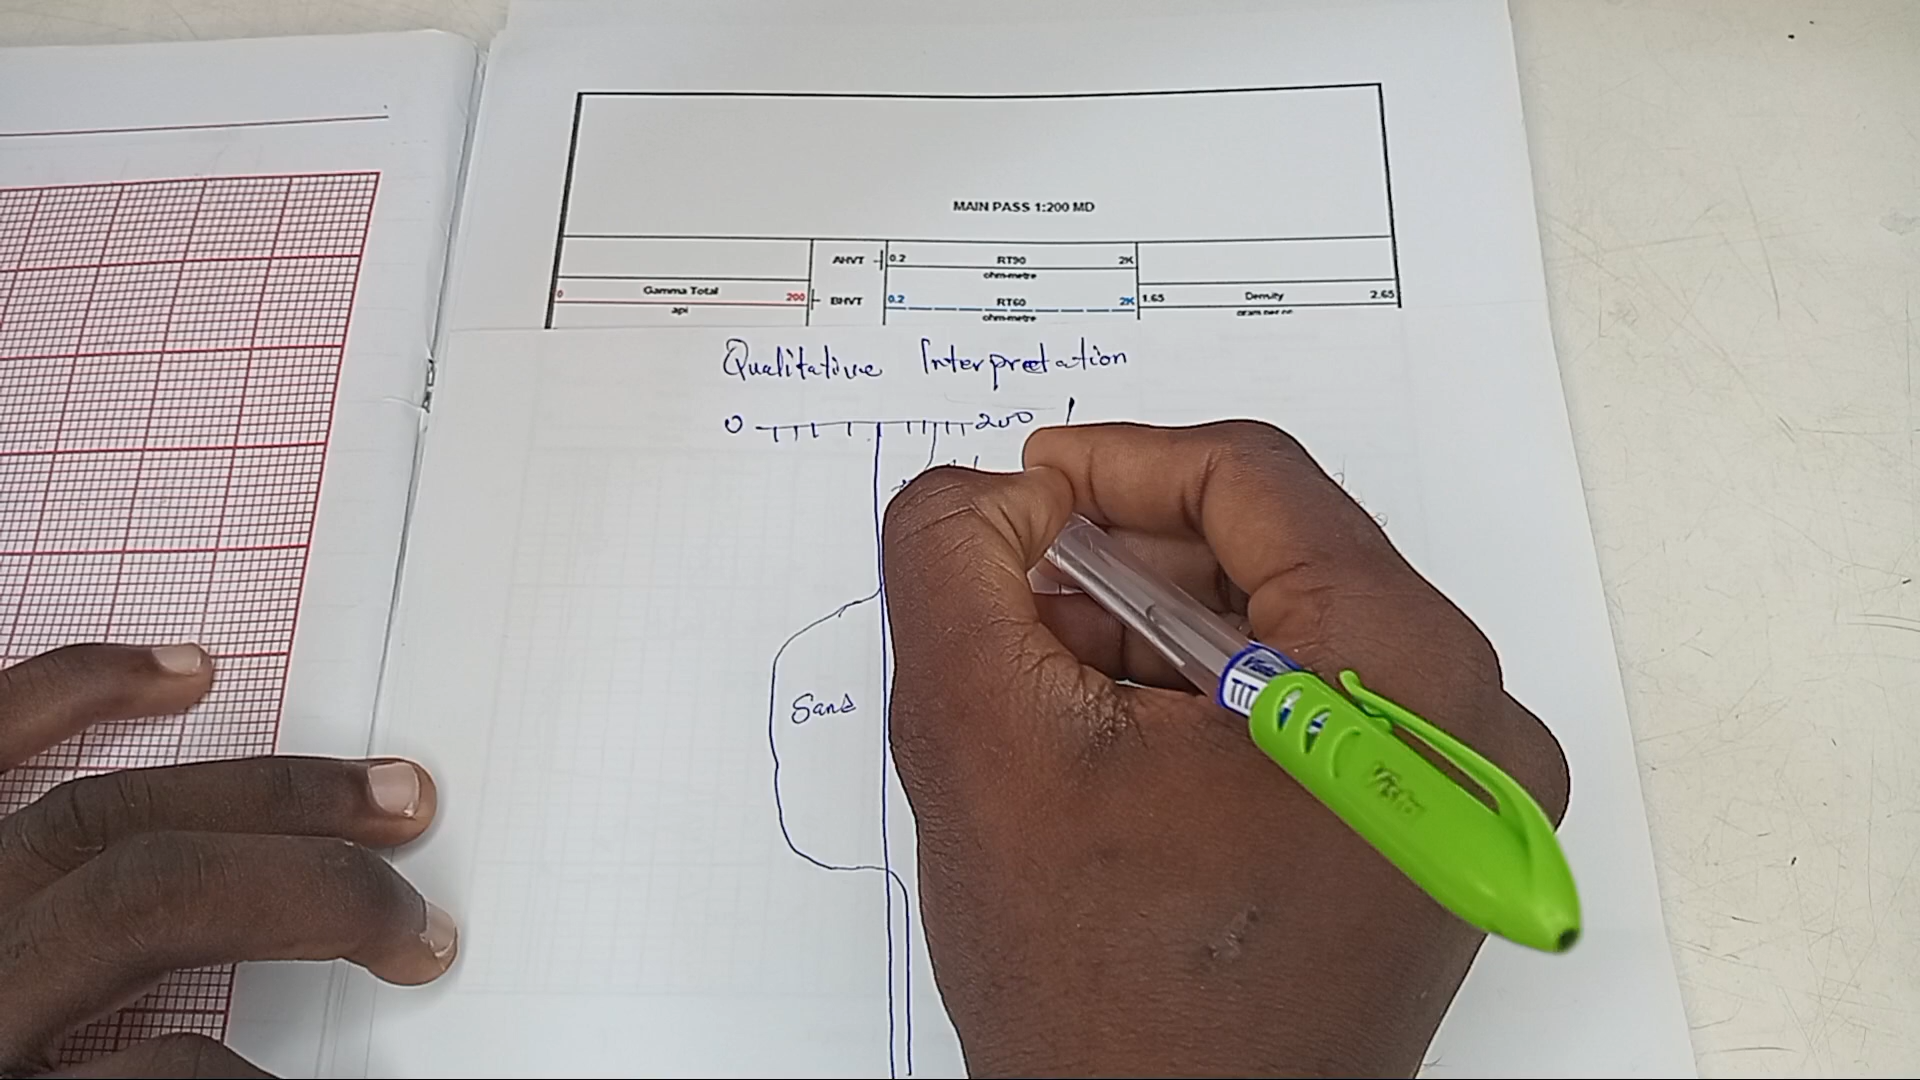 MAIN PASS 1:200 MD
AHVT 0.2 RT90 2K
ohm-metre
0 Gamma Total 200 BHVT 0.2 RT60 2K 1.65 Density 2.65
api ohm-metre
Qualitative Interpretation
0 200
Sand
Vista